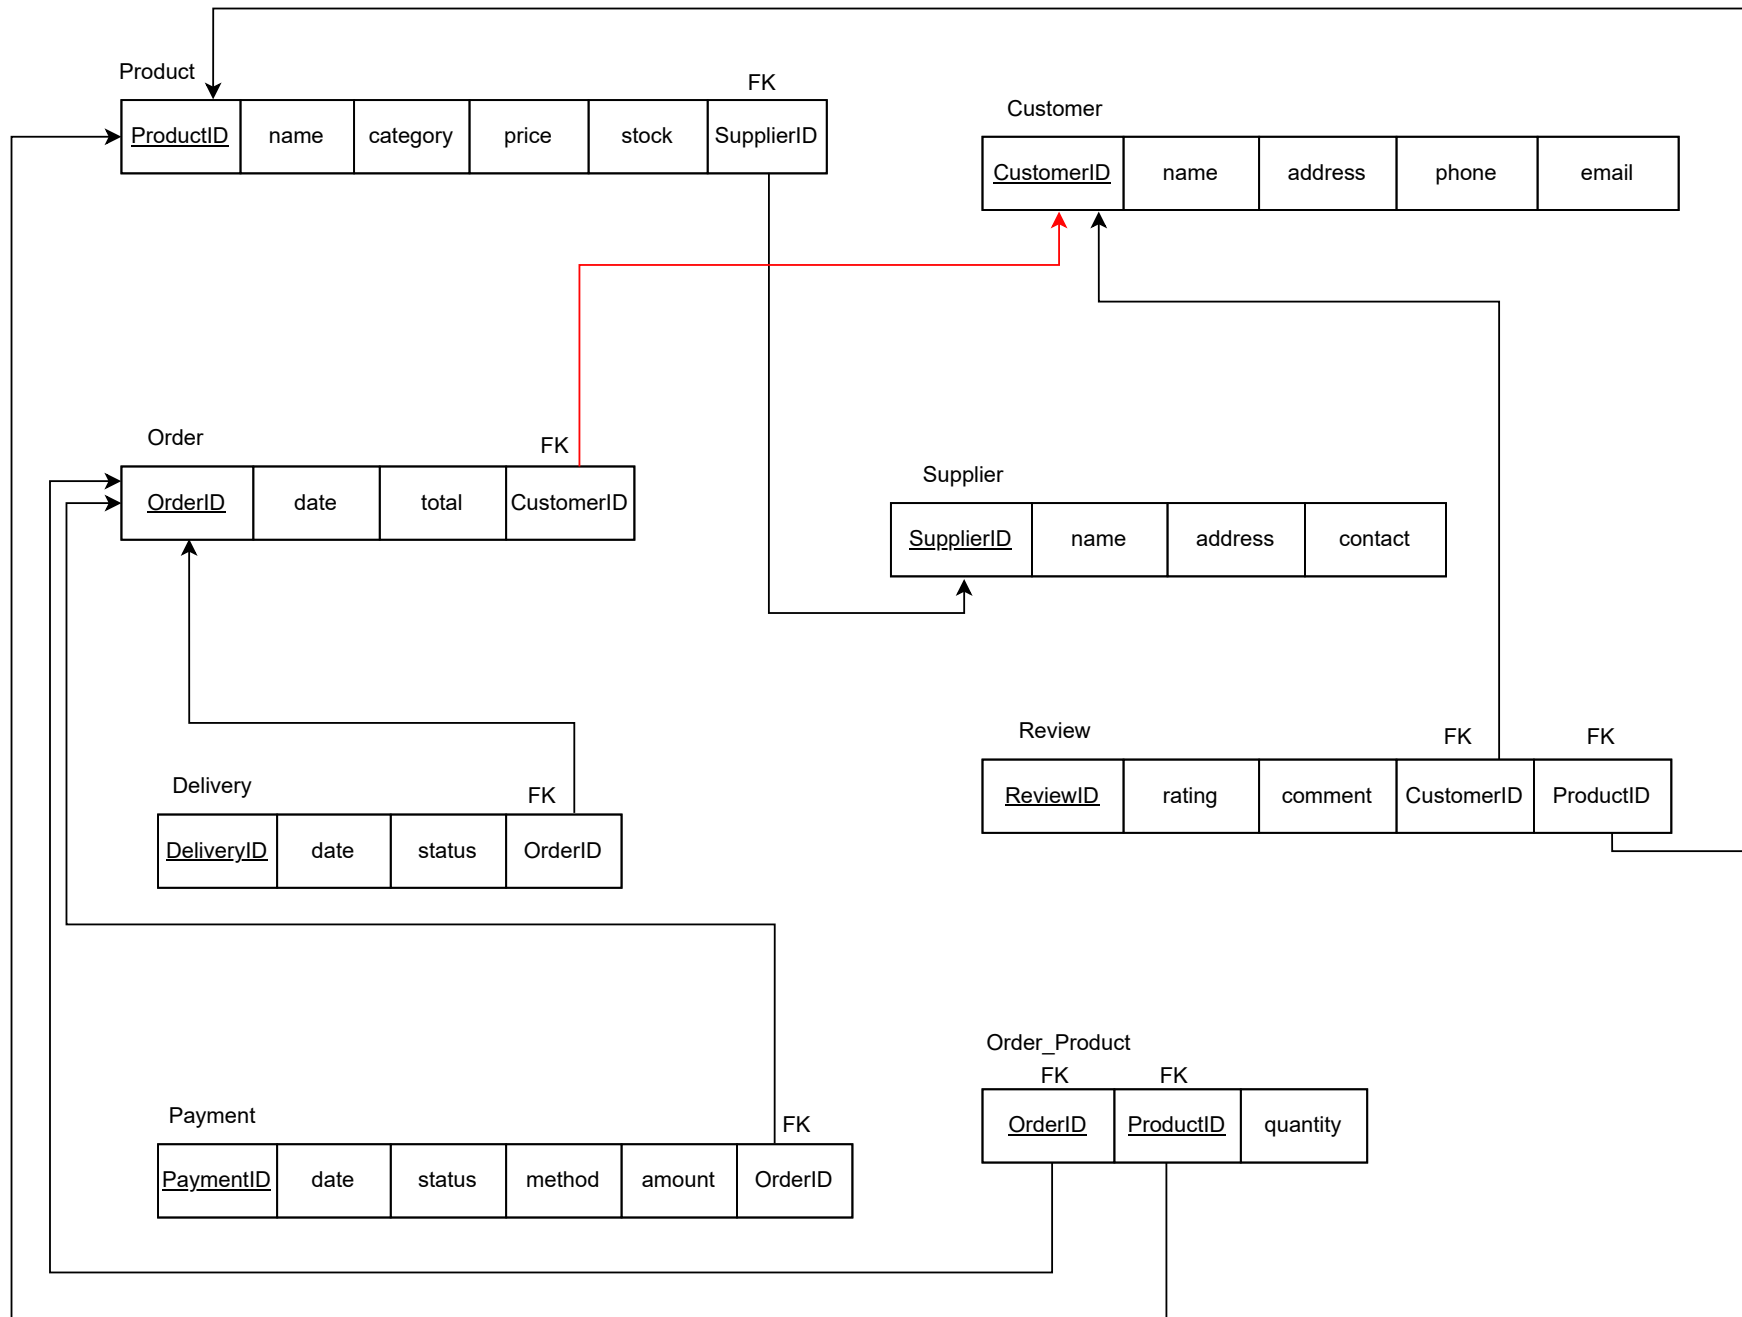 Product
FK
ProductID name category price stock SupplierID
Customer
CustomerID name address phone email
Order
FK
OrderID date total CustomerID
Supplier
SupplierID name address contact
Review
FK FK
ReviewID rating comment CustomerID ProductID
Delivery
FK
DeliveryID date status OrderID
Order_Product
FK FK
OrderID ProductID quantity
Payment
FK
PaymentID date status method amount OrderID